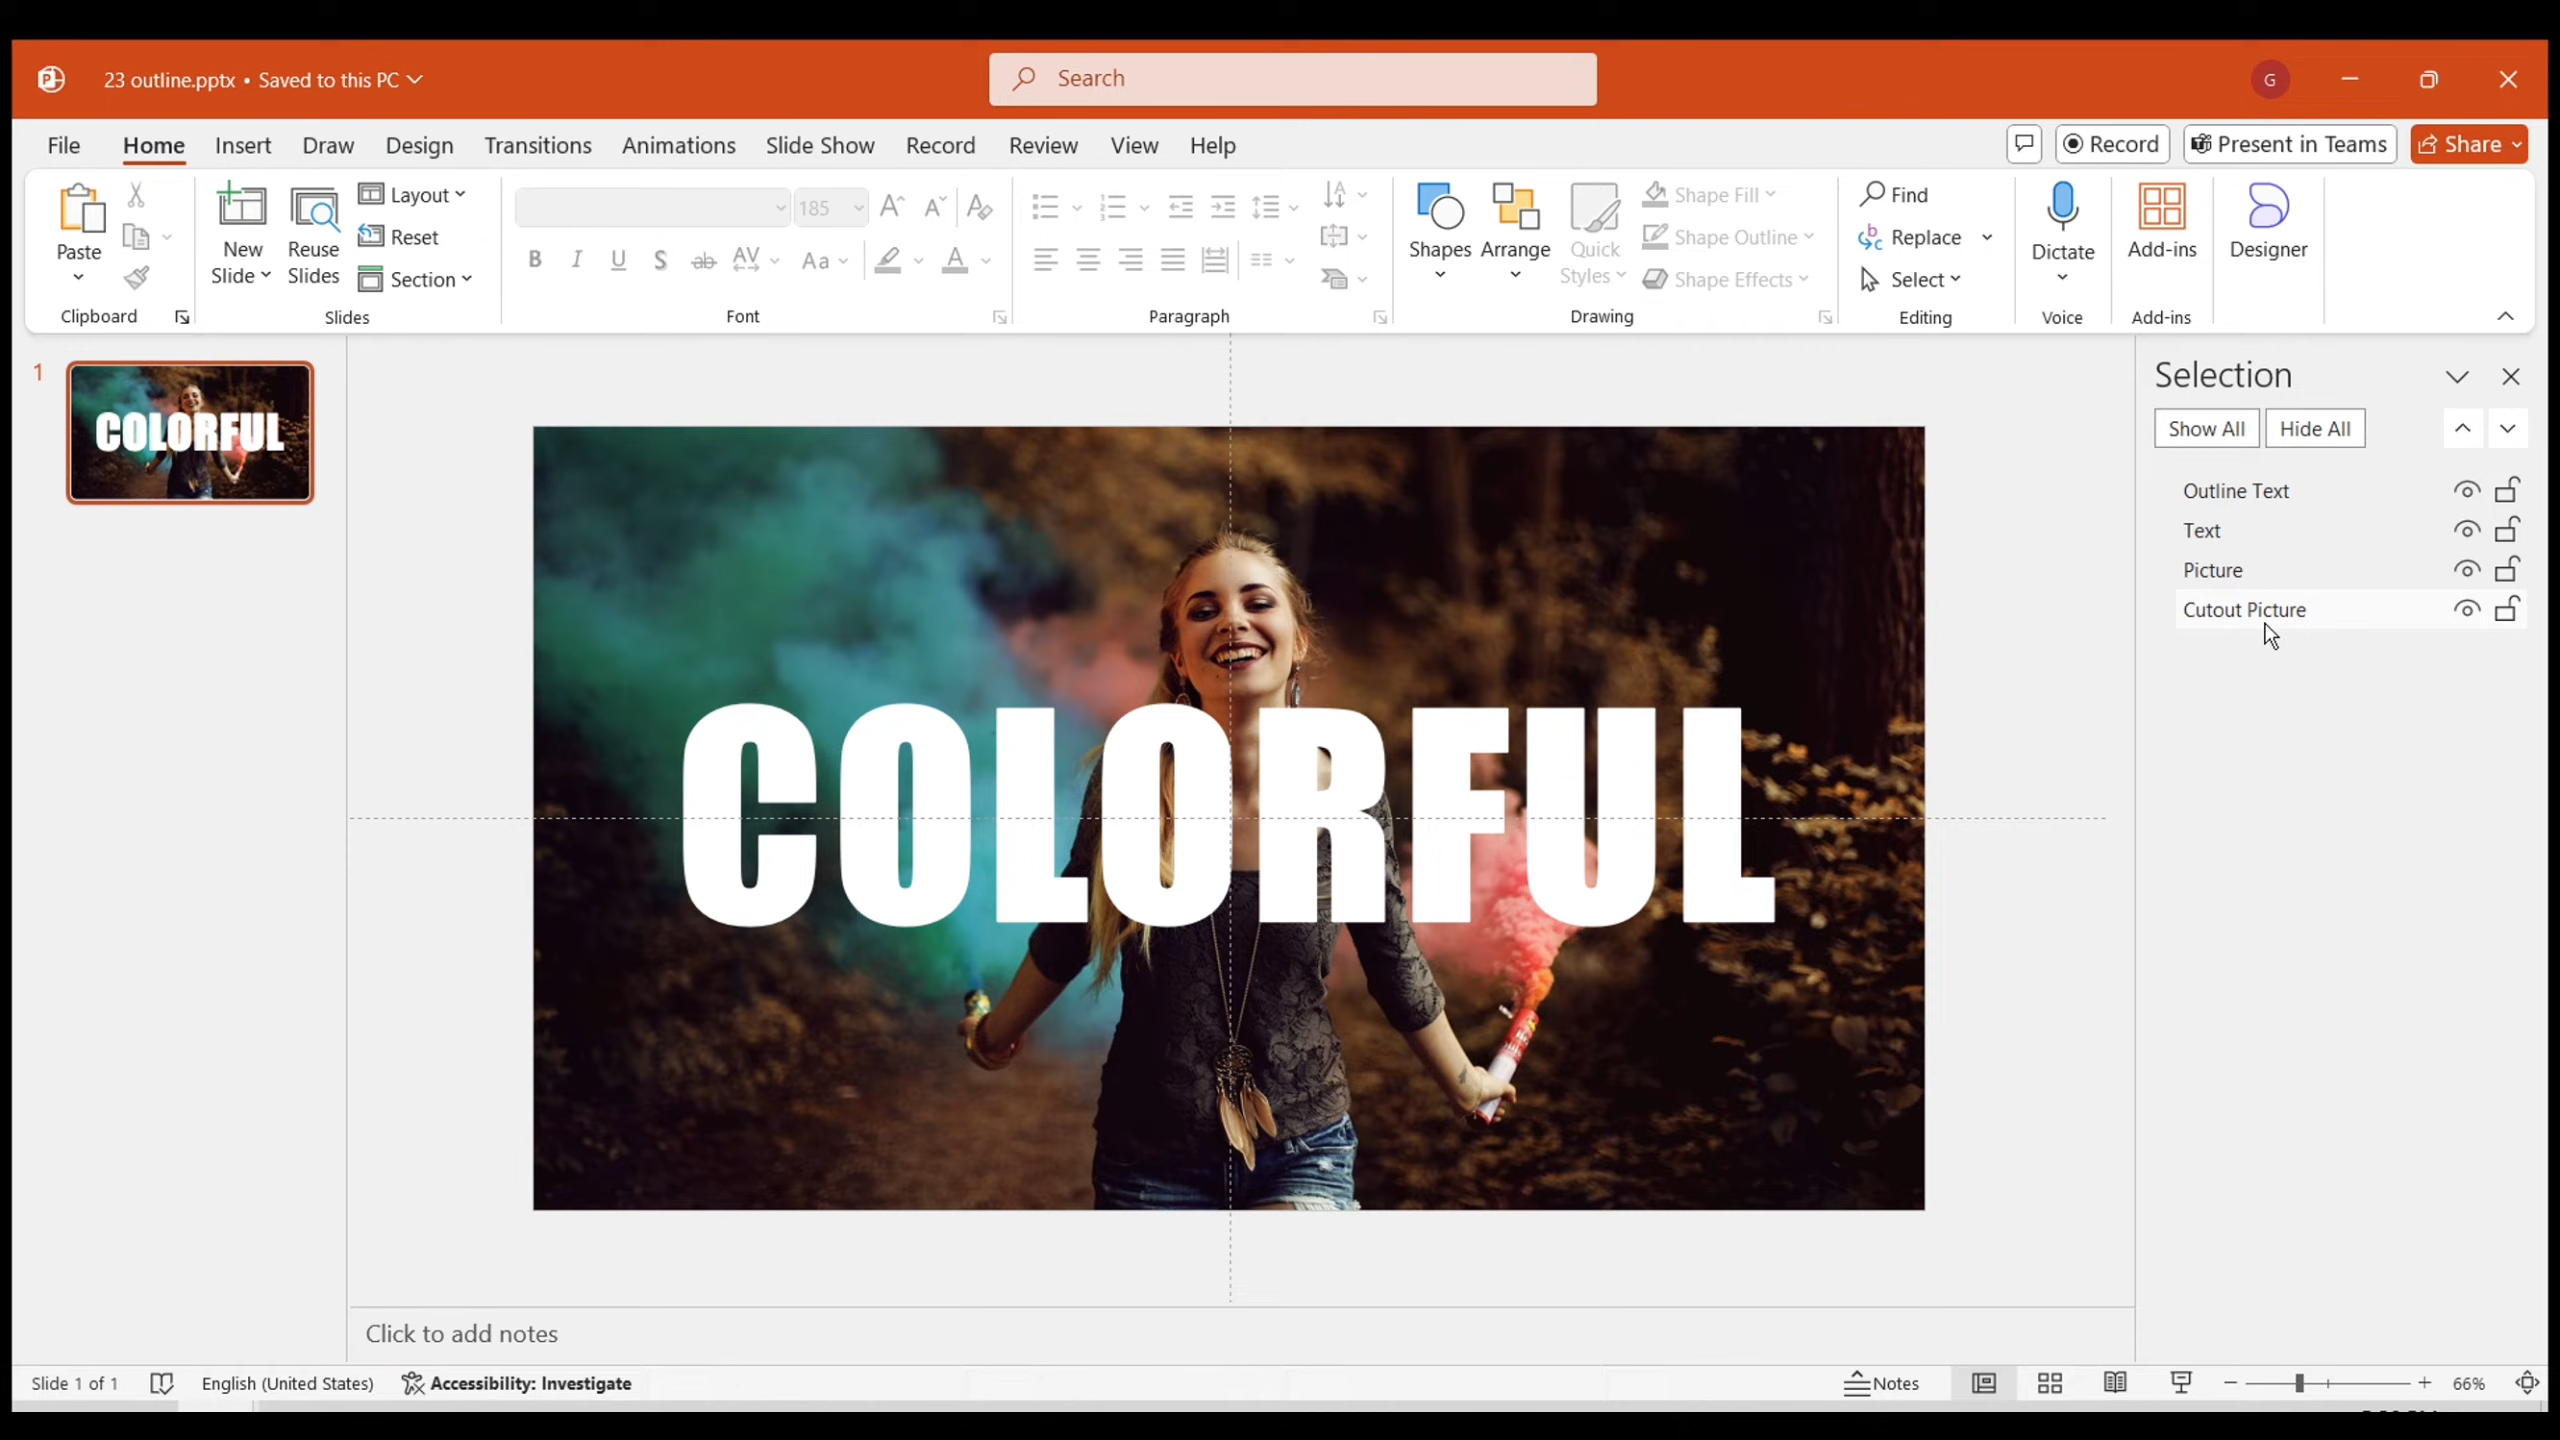 23 outline.pptx • Saved to this PC
Search
G
File Home Insert Draw Design Transitions Animations Slide Show Record Review View Help
Record
Present in Teams
Share
Paste
Clipboard
New Slide
Reuse Slides
Layout
Reset
Section
Slides
185
B I U S ab AV Aa A
Font
Paragraph
Shapes
Arrange
Quick Styles
Shape Fill
Shape Outline
Shape Effects
Drawing
Find
Replace
Select
Editing
Dictate
Voice
Add-ins
Add-ins
Designer
1
COLORFUL
COLORFUL
Selection
Show All
Hide All
Outline Text
Text
Picture
Cutout Picture
Click to add notes
Slide 1 of 1
English (United States)
Accessibility: Investigate
Notes
66%